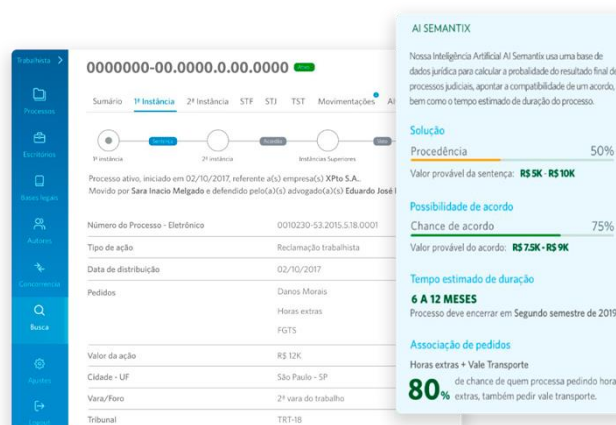 Trabalhista
Processos
Escritórios
Bases legais
Autores
Concorrência
Busca
Ajustes
Logout
0000000-00.0000.0.00.0000
Sumário 1ª Instância 2ª Instância STF STJ TST Movimentações
1ª instância 2ª instância Instâncias Superiores
Processo ativo, iniciado em 02/10/2017, referente a(s) empresa(s) XPto S.A..
Movido por Sara Inacio Melgado e defendido pelo(a)(s) advogado(a)(s) Eduardo José
Número do Processo - Eletrônico 0010230-53.2015.5.18.0001
Tipo de ação Reclamação trabalhista
Data de distribuição 02/10/2017
Pedidos Danos Morais
Horas extras
FGTS
Valor da ação R$ 12K
Cidade - UF São Paulo - SP
Vara/Foro 2ª vara do trabalho
Tribunal TRT-18
AI SEMANTIX
Nossa Inteligência Artificial AI Semantix usa uma base de
dados jurídica para calcular a probalidade do resultado final de
processos judiciais, apontar a compatibilidade de um acordo,
bem como o tempo estimado de duração do processo.
Solução
Procedência 50%
Valor provável da sentença: R$ 5K - R$ 10K
Possibilidade de acordo
Chance de acordo 75%
Valor provável do acordo: R$ 7.5K - R$ 9K
Tempo estimado de duração
6 A 12 MESES
Processo deve encerrar em Segundo semestre de 2019
Associação de pedidos
Horas extras + Vale Transporte
80% de chance de quem processa pedindo hora
extras, também pedir vale transporte.